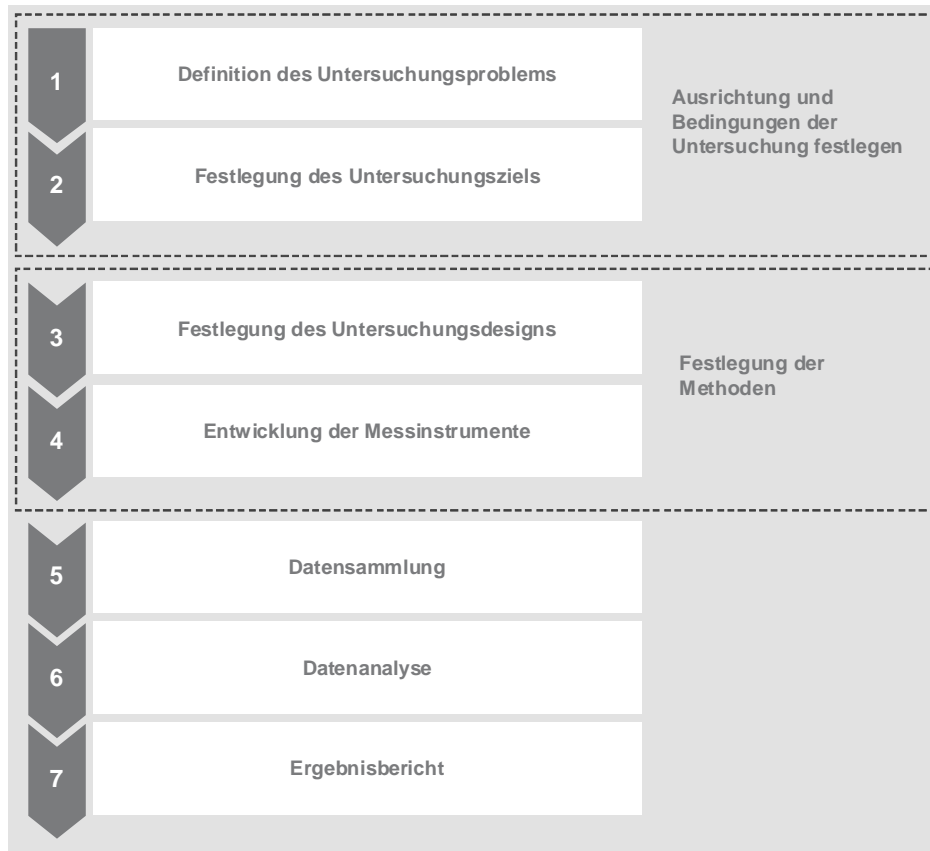 1
Definition des Untersuchungsproblems
Ausrichtung und
Bedingungen der
Untersuchung festlegen
2
Festlegung des Untersuchungsziels
3
Festlegung des Untersuchungsdesigns
Festlegung der
Methoden
4
Entwicklung der Messinstrumente
5
Datensammlung
6
Datenanalyse
7
Ergebnisbericht